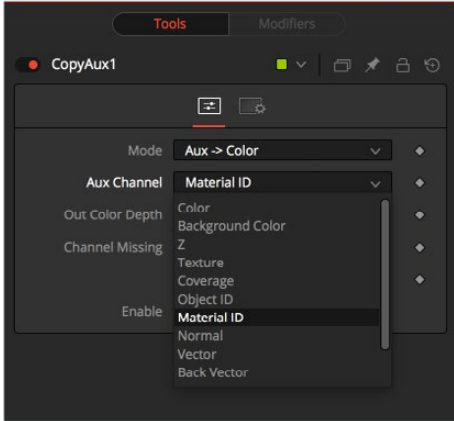 Tools Modifiers
CopyAux1
Mode Aux -> Color
Aux Channel Material ID
Out Color Depth Color
Background Color
Channel Missing Z
Texture
Coverage
Object ID
Enable Material ID
Normal
Vector
Back Vector